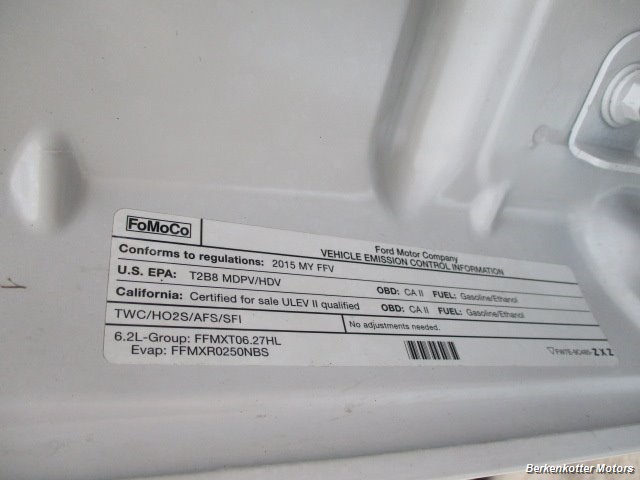 FoMoCo
Ford Motor Company
VEHICLE EMISSION CONTROL INFORMATION
Conforms to regulations: 2015 MY FFV
U.S. EPA: T2B8 MDPV/HDV OBD: CA II FUEL: Gasoline/Ethanol
California: Certified for sale ULEV II qualified OBD: CA II FUEL: Gasoline/Ethanol
TWC/HO2S/AFS/SFI No adjustments needed.
6.2L-Group: FFMXT06.27HL
Evap: FFMXR0250NBS
ZXZ
Berkenkotter Motors